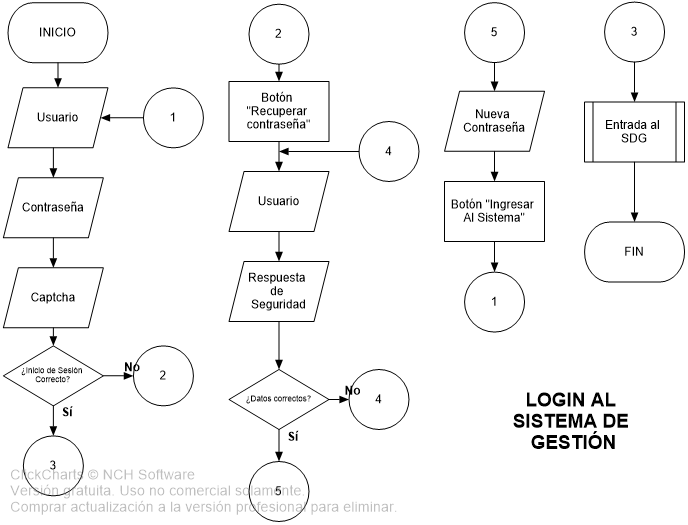 INICIO
Usuario
1
Contraseña
Captcha
¿Inicio de Sesión
Correcto?
No
2
Sí
3
2
Botón
"Recuperar
contraseña"
4
Usuario
Respuesta
de
Seguridad
¿Datos correctos?
No
4
Sí
5
5
Nueva
Contraseña
Botón "Ingresar
Al Sistema"
1
3
Entrada al
SDG
FIN
LOGIN AL
SISTEMA DE
GESTIÓN
ClickCharts © NCH Software
Versión gratuita. Uso no comercial solamente.
Comprar actualización a la versión profesional para eliminar.